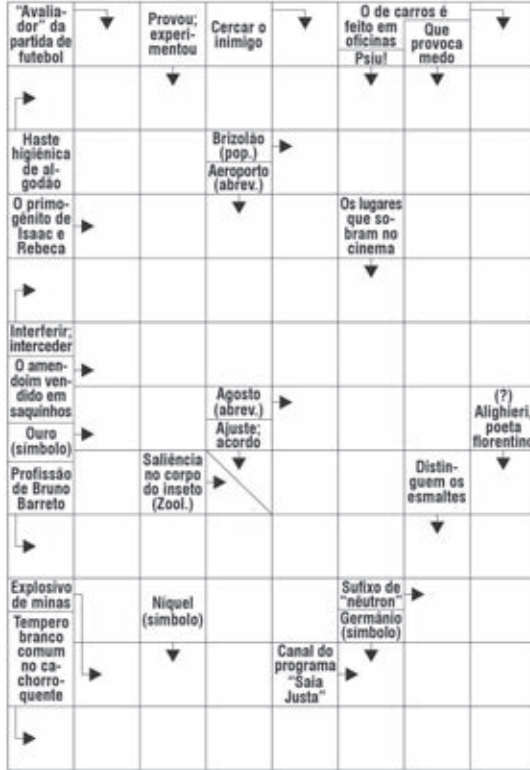 "Avalia-
dor" da
partida de
futebol
Provou;
experi-
mentou
Cercar o
inimigo
O de carros é
feito em
oficinas
Psiu!
Que
provoca
medo
Haste
higiênica
de al-
godão
Brizolão
(pop.)
Aeroporto
(abrev.)
O primo-
gênito de
Isaac e
Rebeca
Os lugares
que so-
bram no
cinema
Interferir;
interceder
O amen-
doim ven-
dido em
saquinhos
Agosto
(abrev.)
Ajuste;
acordo
(?)
Alighieri,
poeta
florentino
Ouro
(símbolo)
Profissão
de Bruno
Barreto
Saliência
no corpo
do inseto
(Zool.)
Distin-
guem os
esmaltes
Explosivo
de minas
Tempero
branco
comum
no ca-
chorro-
quente
Níquel
(símbolo)
Sufixo de
"nêutron"
Germânio
(símbolo)
Canal do
programa
"Saia
Justa"